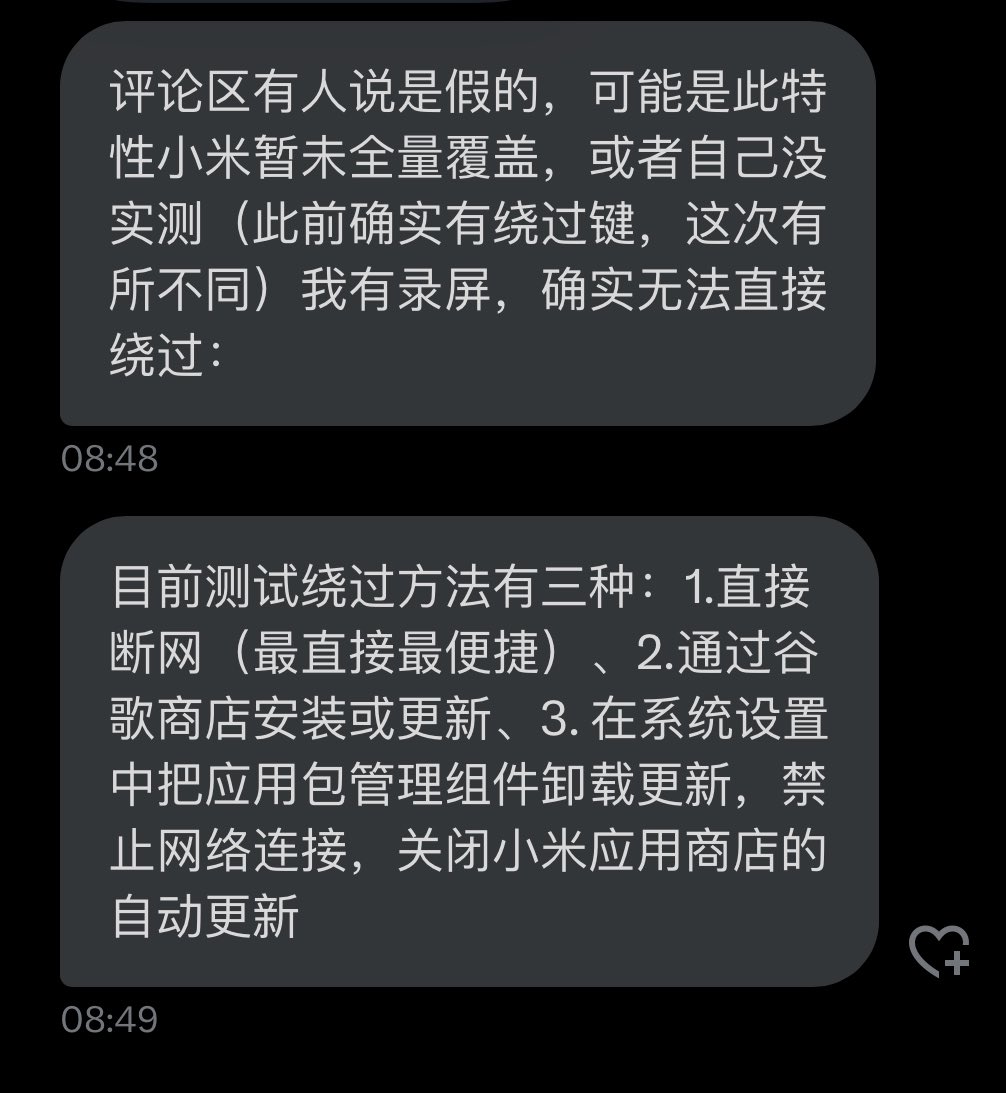 评论区有人说是假的，可能是此特
性小米暂未全量覆盖，或者自己没
实测（此前确实有绕过键，这次有
所不同）我有录屏，确实无法直接
绕过：
08:48
目前测试绕过方法有三种：1.直接
断网（最直接最便捷）、2.通过谷
歌商店安装或更新、3. 在系统设置
中把应用包管理组件卸载更新，禁
止网络连接，关闭小米应用商店的
自动更新
08:49